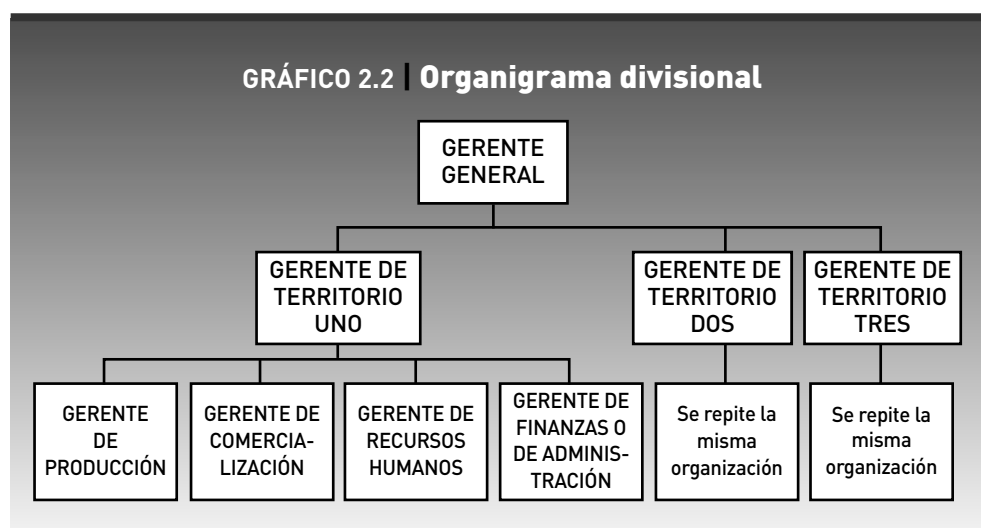 GRÁFICO 2.2 | Organigrama divisional
GERENTE
GENERAL
GERENTE DE
TERRITORIO
UNO
GERENTE DE
TERRITORIO
DOS
GERENTE DE
TERRITORIO
TRES
GERENTE
DE
PRODUCCIÓN
GERENTE DE
COMERCIA-
LIZACIÓN
GERENTE DE
RECURSOS
HUMANOS
GERENTE DE
FINANZAS O
DE ADMINIS-
TRACIÓN
Se repite la
misma
organización
Se repite la
misma
organización